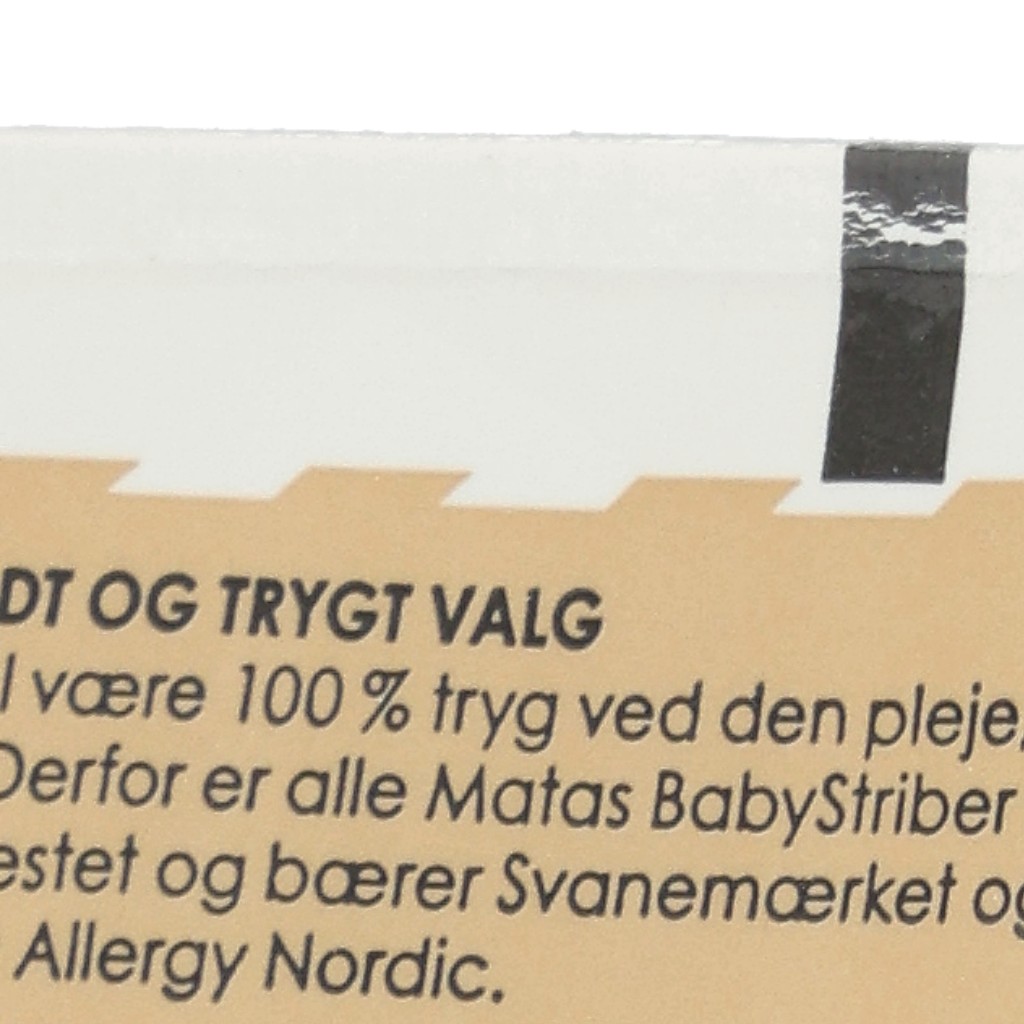 DT OG TRYGT VALG
l være 100 % tryg ved den pleje,
Derfor er alle Matas BabyStriber
estet og bærer Svanemærket og
Allergy Nordic.